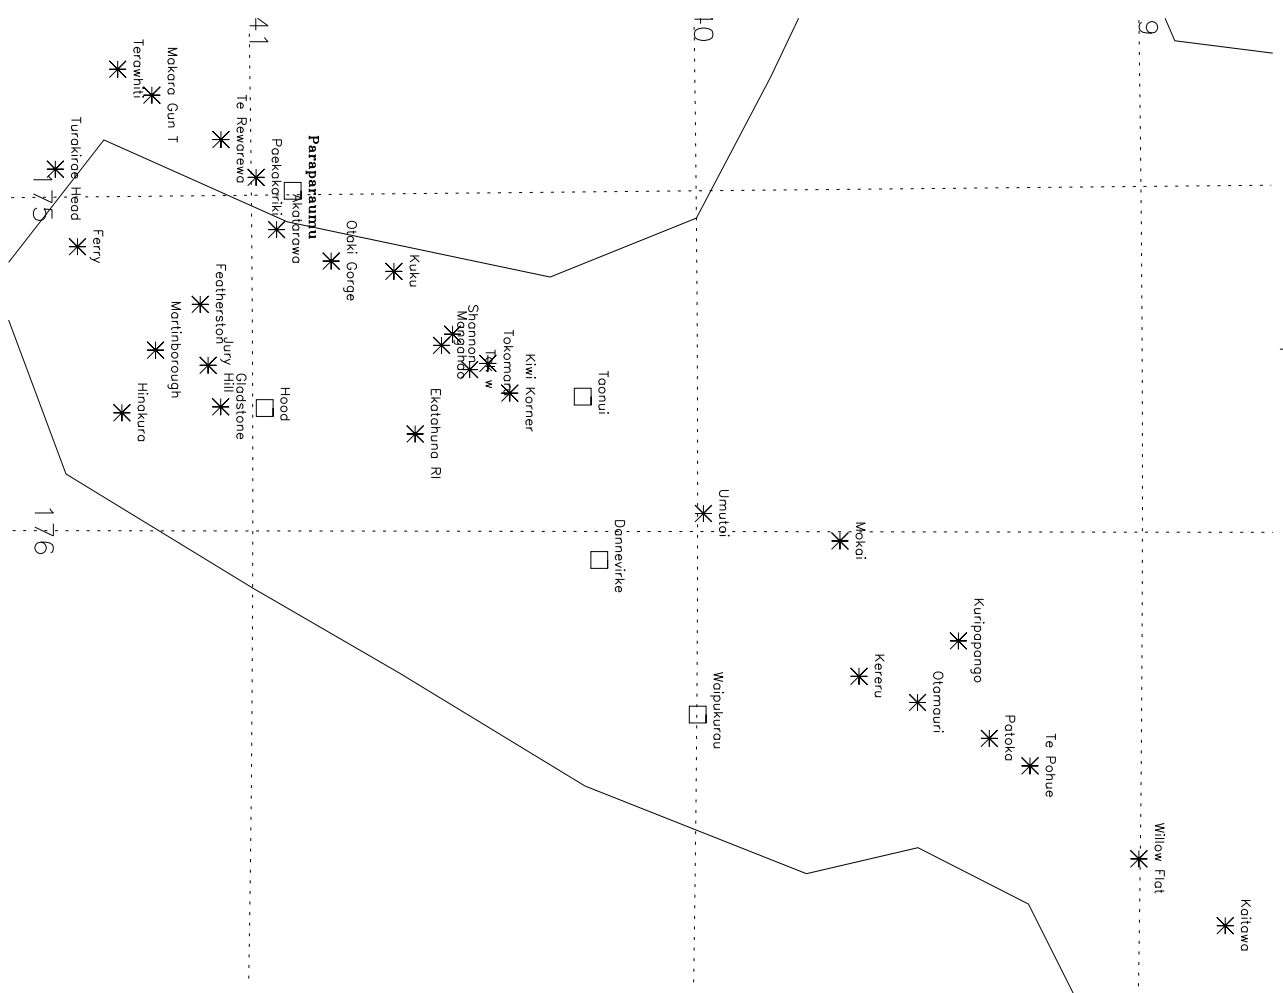 41
40
9
175
176
Terawhiti
Makara Gun T
Te Rewarewa
Turakirae Head
Paekakariki
Paraparaumu
Akatarawa
Ferry
Otaki Gorge
Kuku
Featherston
Martinborough
Jury Hill
Gladstone
Hinakura
Hood
Shannon
Mangahao
Tokomaru
Kiwi Korner
Ekatahuna RI
Taonui
Umutoi
Mokai
Dannevirke
Kuripapango
Kereru
Otamauri
Waipukurau
Patoka
Te Pohue
Willow Flat
Kaitawa